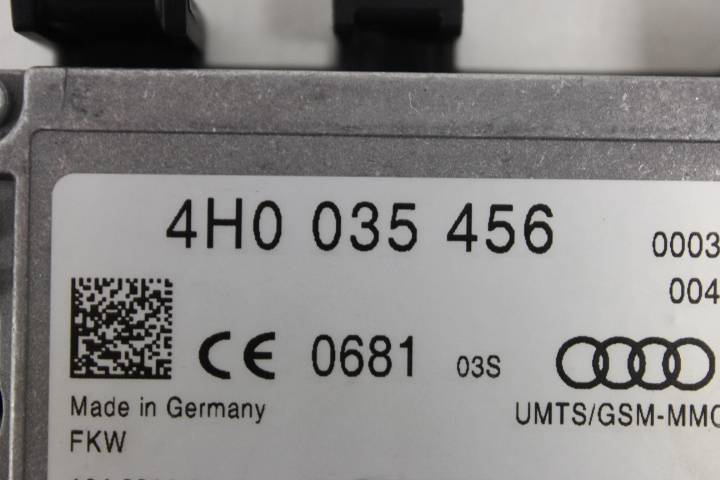 4H0 035 456
0003
004
CE 0681 03S
Made in Germany
UMTS/GSM-MMC
FKW